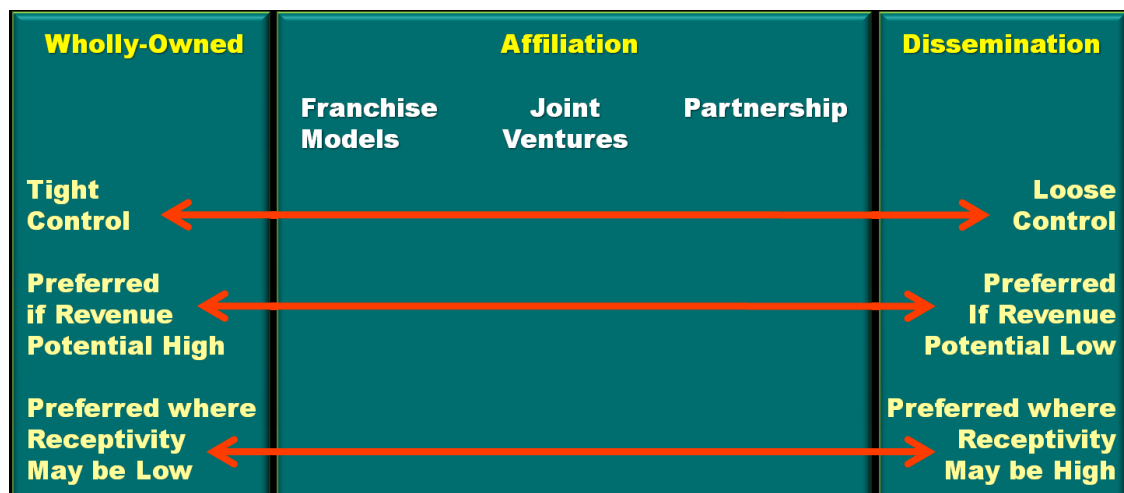 Wholly-Owned
Affiliation
Dissemination
Franchise
Models
Joint
Ventures
Partnership
Tight
Control
Loose
Control
Preferred
if Revenue
Potential High
Preferred
If Revenue
Potential Low
Preferred where
Receptivity
May be Low
Preferred where
Receptivity
May be High